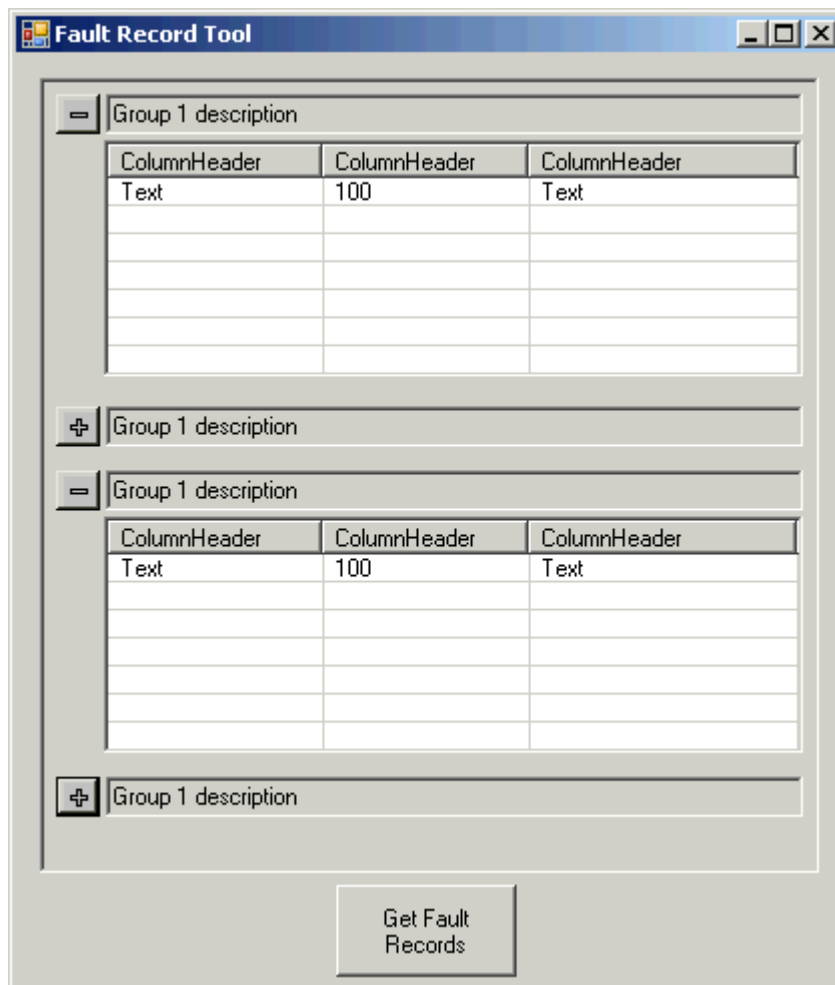 Fault Record Tool
Group 1 description
ColumnHeader ColumnHeader ColumnHeader
Text 100 Text
Group 1 description
Group 1 description
ColumnHeader ColumnHeader ColumnHeader
Text 100 Text
Group 1 description
Get Fault
Records